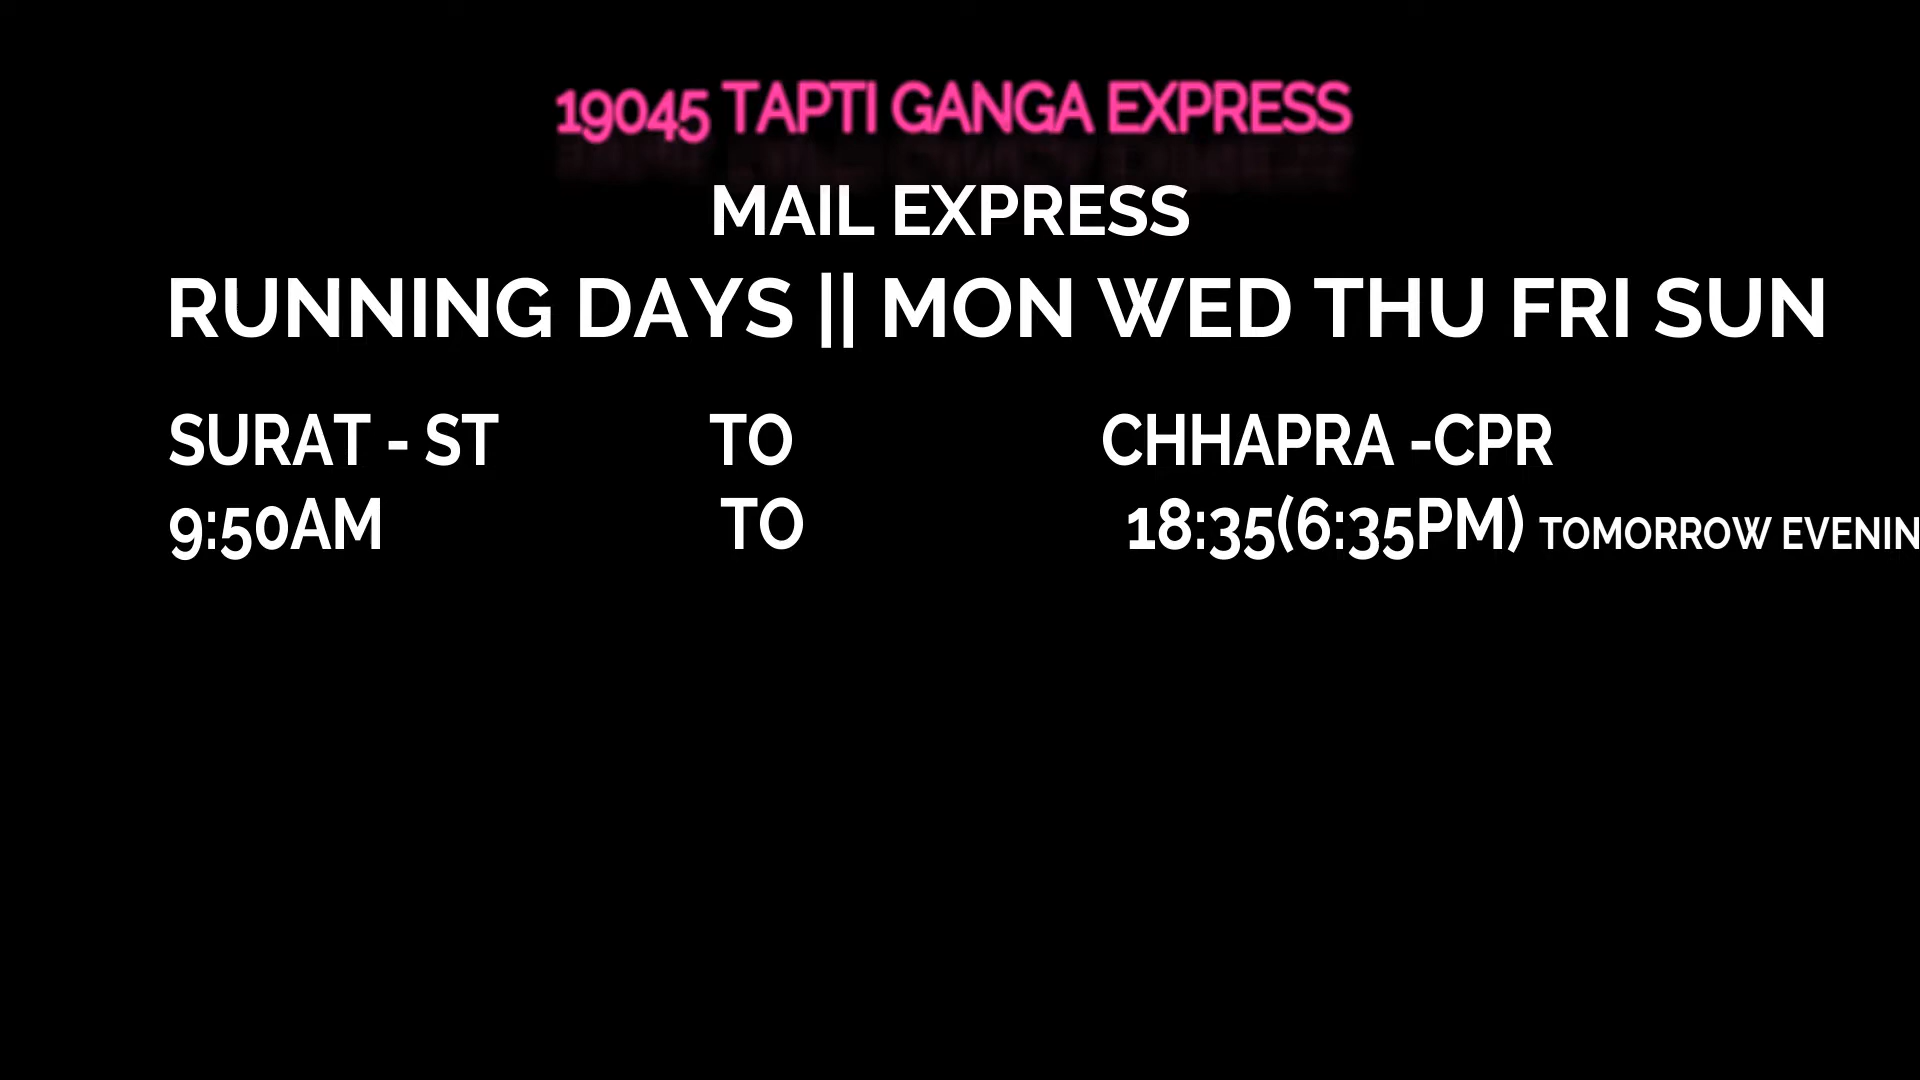 19045 TAPTI GANGA EXPRESS
MAIL EXPRESS
RUNNING DAYS || MON WED THU FRI SUN
SURAT - ST TO CHHAPRA -CPR
9:50AM TO 18:35(6:35PM) TOMORROW EVENIN